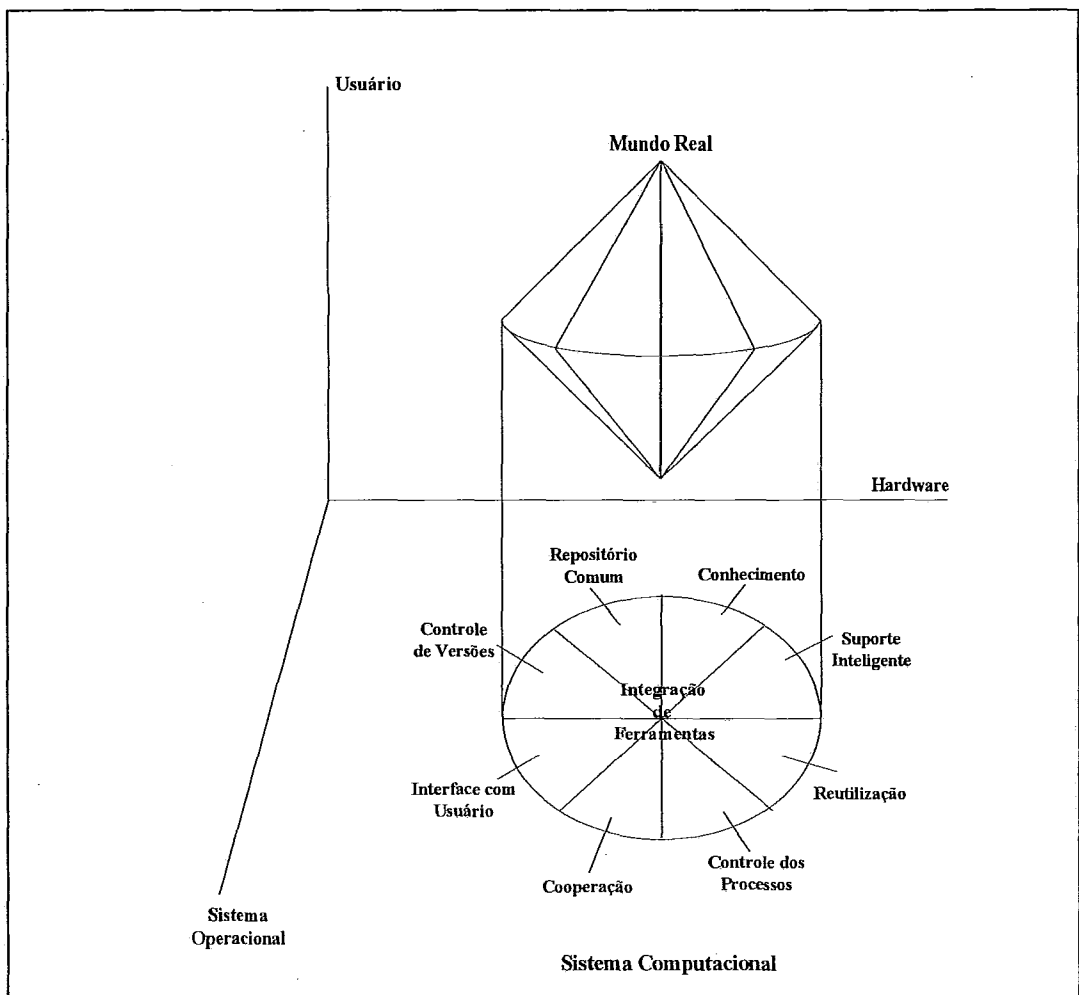 Usuário
Mundo Real
Hardware
Repositório
Comum
Conhecimento
Controle
de Versões
Suporte
Inteligente
Integração
de
Ferramentas
Interface com
Usuário
Reutilização
Cooperação
Controle dos
Processos
Sistema
Operacional
Sistema Computacional